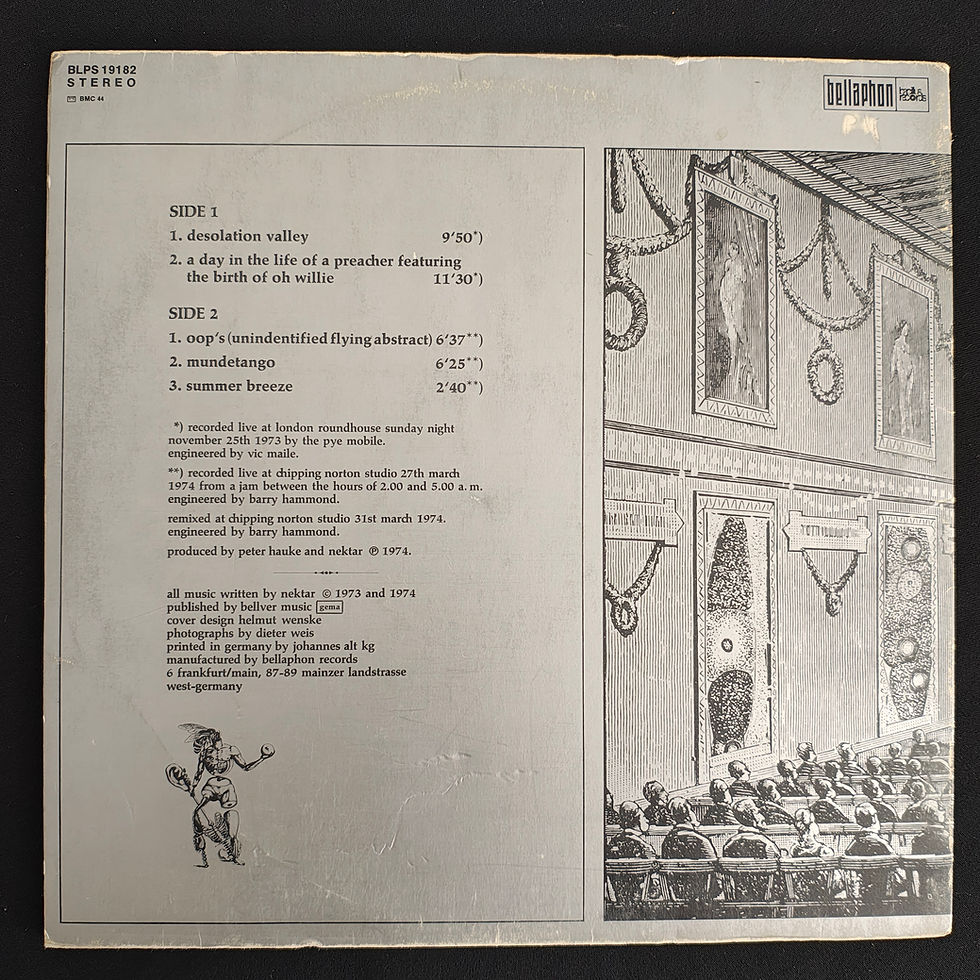 BLPS 19182
STEREO
BMC 44
bellaphon
bacillus records
SIDE 1
1. desolation valley 9'50*)
2. a day in the life of a preacher featuring
the birth of oh willie 11'30*)
SIDE 2
1. oop's (unidentified flying abstract) 6'37**)
2. mundetango 6'25**)
3. summer breeze 2'40**)
*) recorded live at london roundhouse sunday night
november 25th 1973 by the pye mobile.
engineered by vic maile.
**) recorded live at chipping norton studio 27th march
1974 from a jam between the hours of 2.00 and 5.00 a.m.
engineered by barry hammond.
remixed at chipping norton studio 31st march 1974.
engineered by barry hammond.
produced by peter hauke and nektar ℗ 1974.
all music written by nektar © 1973 and 1974
published by bellver music gema
cover design helmut wenske
photographs by dieter weis
printed in germany by johannes alt kg
manufactured by bellaphon records
6 frankfurt/main, 87-89 mainzer landstrasse
west-germany